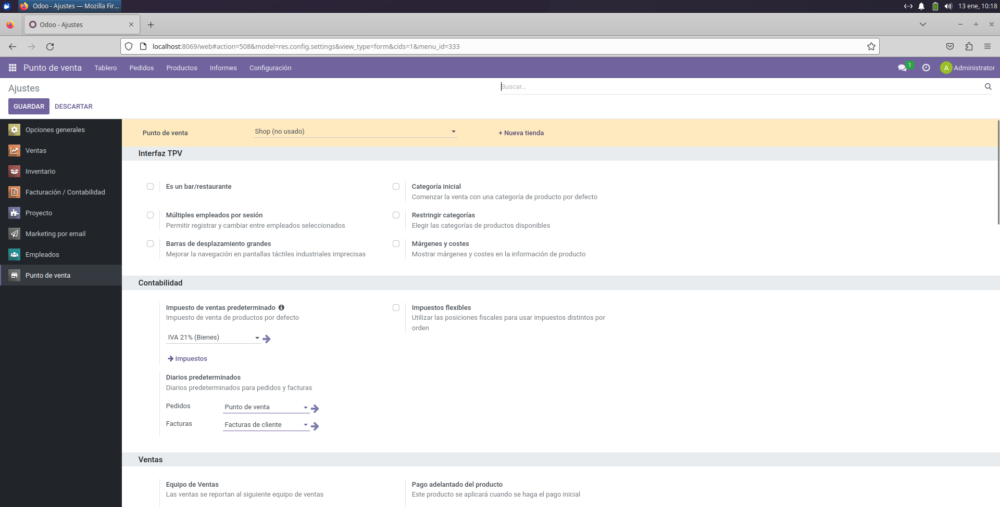 Odoo - Ajustes — Mozilla Fir...
13 ene, 10:18
Odoo - Ajustes
localhost:8069/web#action=508&model=res.config.settings&view_type=form&cids=1&menu_id=333
Punto de venta Tablero Pedidos Productos Informes Configuración 1 A Administrator
Ajustes
Buscar...
GUARDAR DESCARTAR
Opciones generales
Ventas
Inventario
Facturación / Contabilidad
Proyecto
Marketing por email
Empleados
Punto de venta
Punto de venta Shop (no usado) + Nueva tienda
Interfaz TPV
Es un bar/restaurante
Categoría inicial
Comenzar la venta con una categoría de producto por defecto
Múltiples empleados por sesión
Permitir registrar y cambiar entre empleados seleccionados
Restringir categorías
Elegir las categorías de productos disponibles
Barras de desplazamiento grandes
Mejorar la navegación en pantallas táctiles industriales imprecisas
Márgenes y costes
Mostrar márgenes y costes en la información de producto
Contabilidad
Impuesto de ventas predeterminado
Impuesto de venta de productos por defecto
IVA 21% (Bienes)
Impuestos
Impuestos flexibles
Utilizar las posiciones fiscales para usar impuestos distintos por
orden
Diarios predeterminados
Diarios predeterminados para pedidos y facturas
Pedidos Punto de venta
Facturas Facturas de cliente
Ventas
Equipo de Ventas
Las ventas se reportan al siguiente equipo de ventas
Pago adelantado del producto
Este producto se aplicará cuando se haga el pago inicial